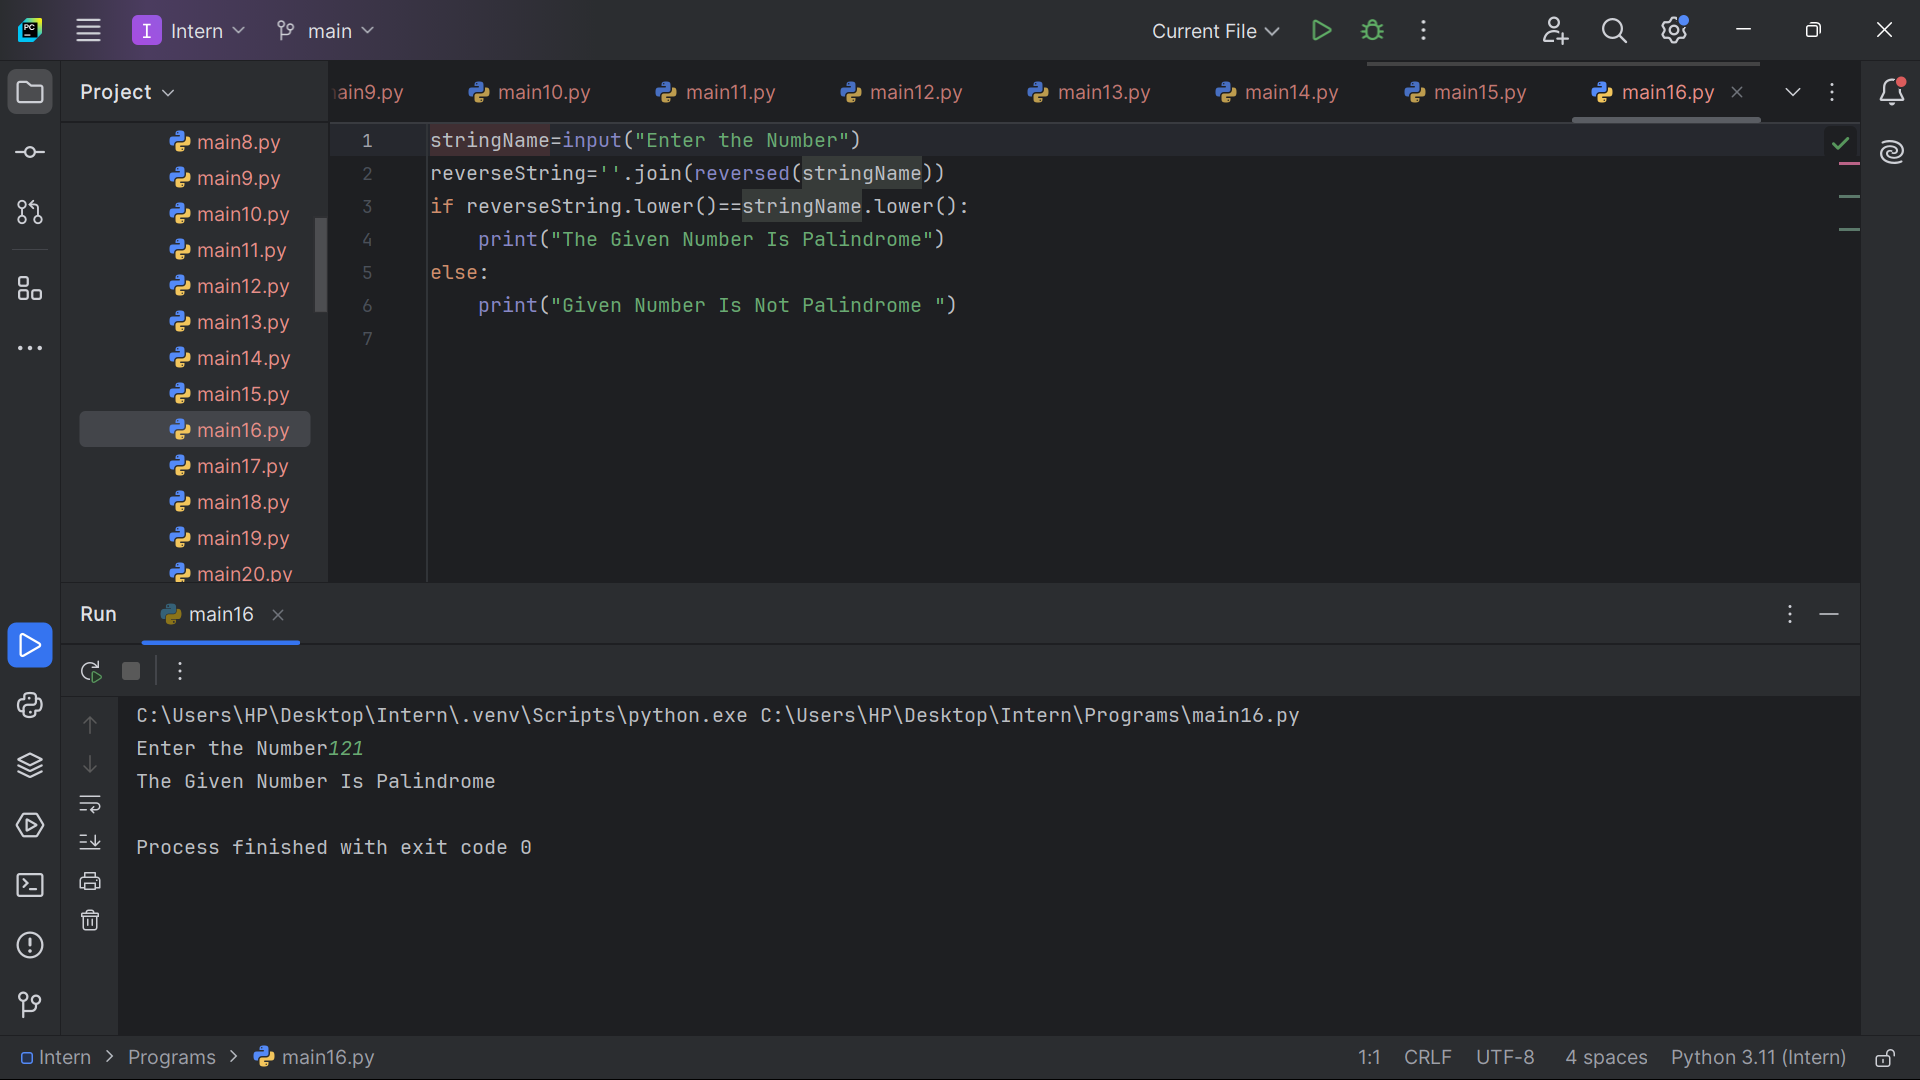 PC
I Intern main
Current File
Project
main8.py
main9.py
main10.py
main11.py
main12.py
main13.py
main14.py
main15.py
main16.py
main17.py
main18.py
main19.py
main20.py
ain9.py main10.py main11.py main12.py main13.py main14.py main15.py main16.py
1 stringName=input("Enter the Number")
2 reverseString=''.join(reversed(stringName))
3 if reverseString.lower()==stringName.lower():
4 print("The Given Number Is Palindrome")
5 else:
6 print("Given Number Is Not Palindrome ")
7
Run main16
C:\Users\HP\Desktop\Intern\.venv\Scripts\python.exe C:\Users\HP\Desktop\Intern\Programs\main16.py
Enter the Number121
The Given Number Is Palindrome
Process finished with exit code 0
Intern > Programs > main16.py
1:1 CRLF UTF-8 4 spaces Python 3.11 (Intern)